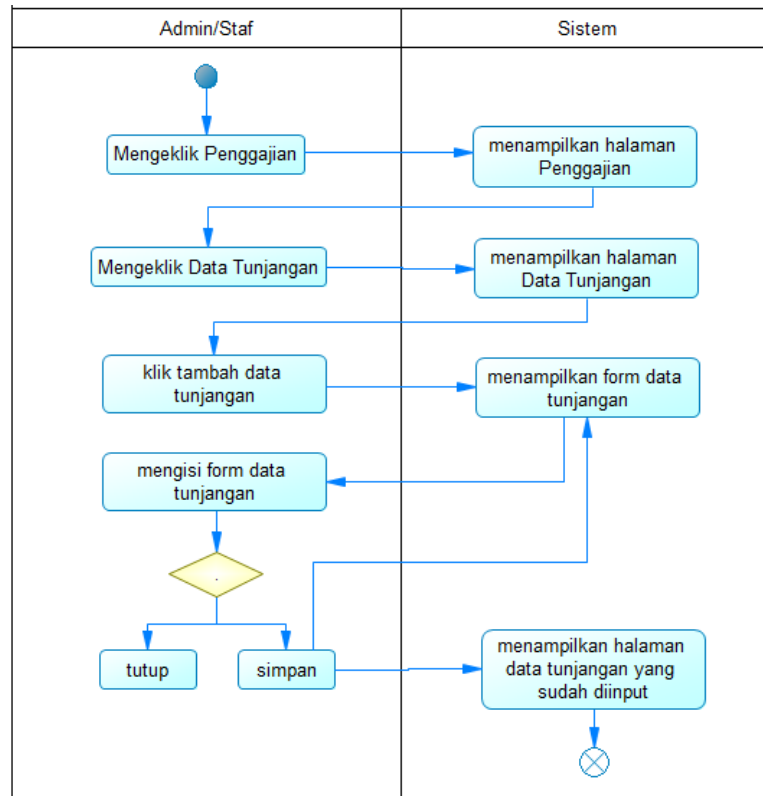 Admin/Staf
Sistem
Mengeklik Penggajian
menampilkan halaman
Penggajian
Mengeklik Data Tunjangan
menampilkan halaman
Data Tunjangan
klik tambah data
tunjangan
menampilkan form data
tunjangan
mengisi form data
tunjangan
.
tutup
simpan
menampilkan halaman
data tunjangan yang
sudah diinput